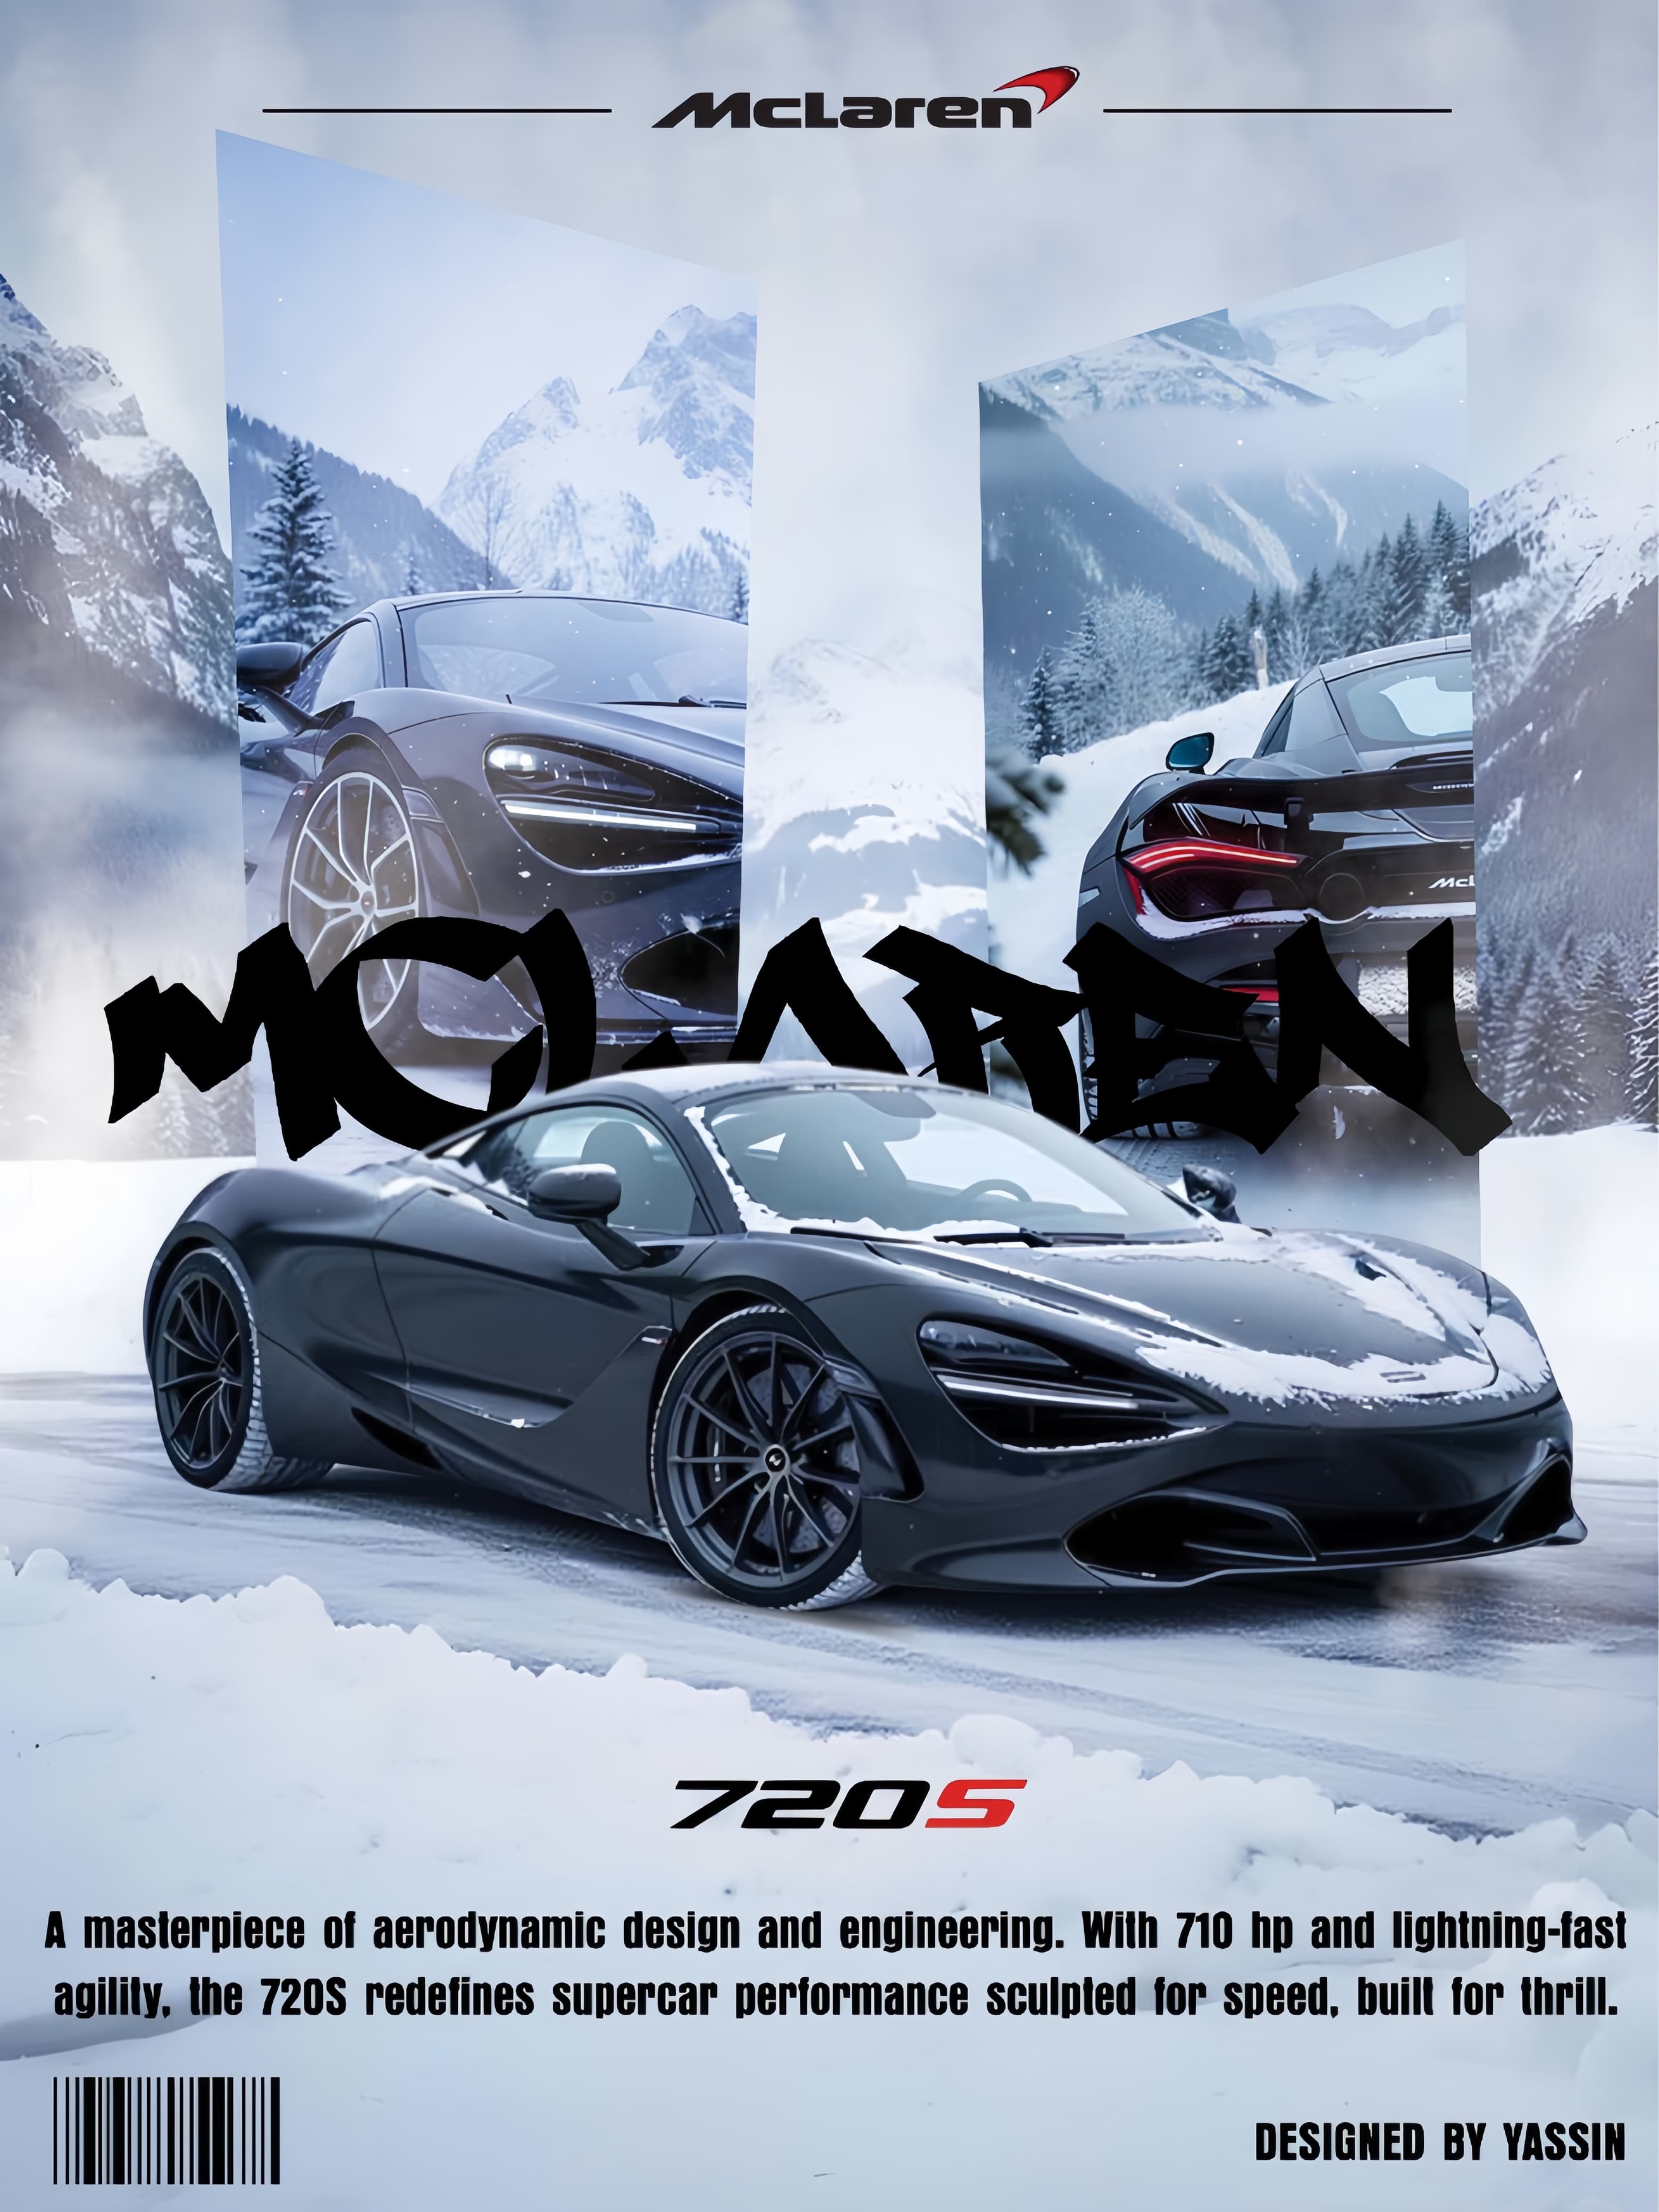 McLaren
McL
MCLAREN
720S
A masterpiece of aerodynamic design and engineering. With 710 hp and lightning-fast
agility, the 720S redefines supercar performance sculpted for speed, built for thrill.
DESIGNED BY YASSIN